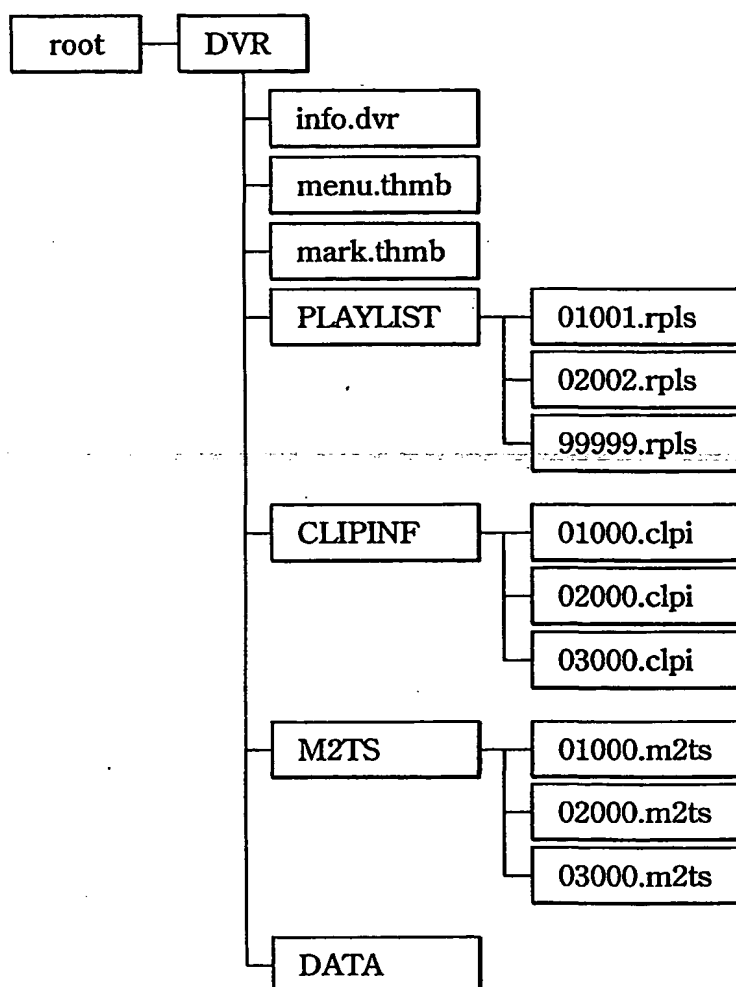 root DVR
info.dvr
menu.thmb
mark.thmb
PLAYLIST 01001.rpls
02002.rpls
99999.rpls
CLIPINF 01000.clpi
02000.clpi
03000.clpi
M2TS 01000.m2ts
02000.m2ts
03000.m2ts
DATA